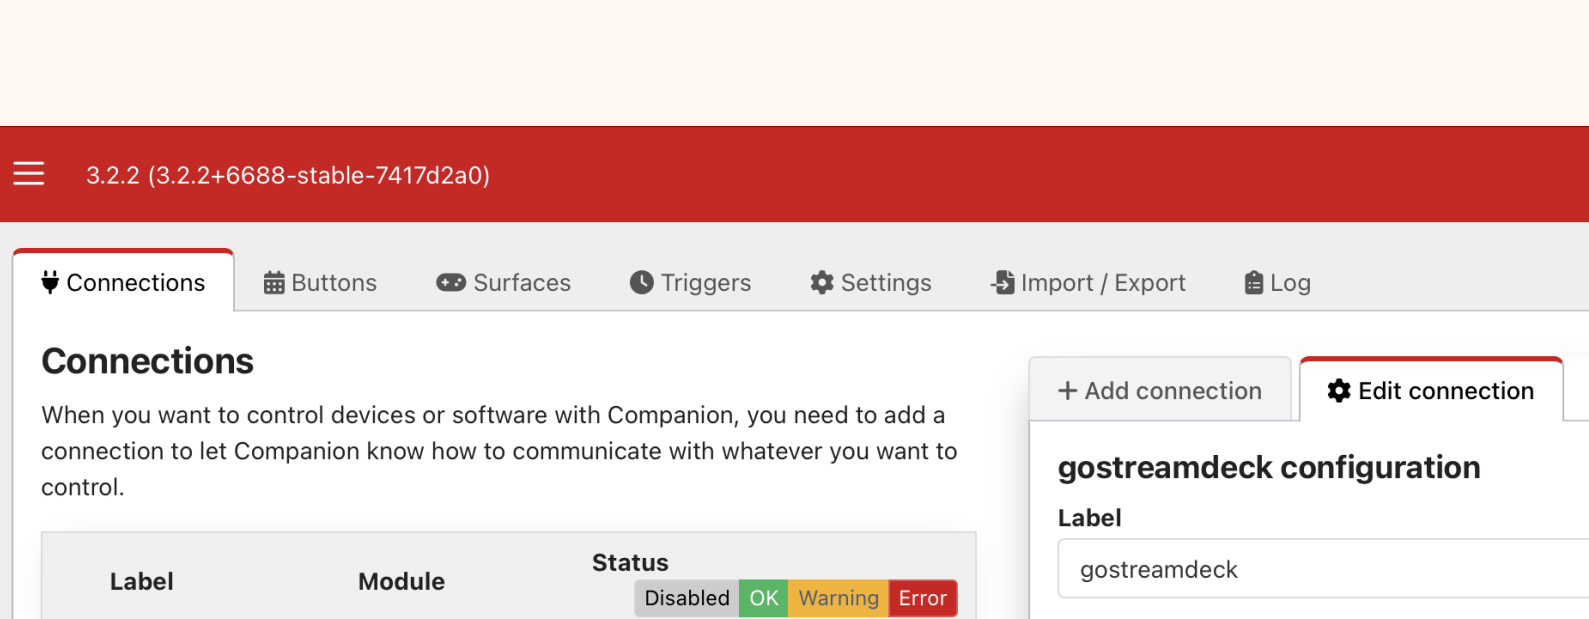 3.2.2 (3.2.2+6688-stable-7417d2a0)
Connections
Buttons
Surfaces
Triggers
Settings
Import / Export
Log
Connections
When you want to control devices or software with Companion, you need to add a
connection to let Companion know how to communicate with whatever you want to
control.
Label
Module
Status
Disabled
OK
Warning
Error
Add connection
Edit connection
gostreamdeck configuration
Label
gostreamdeck